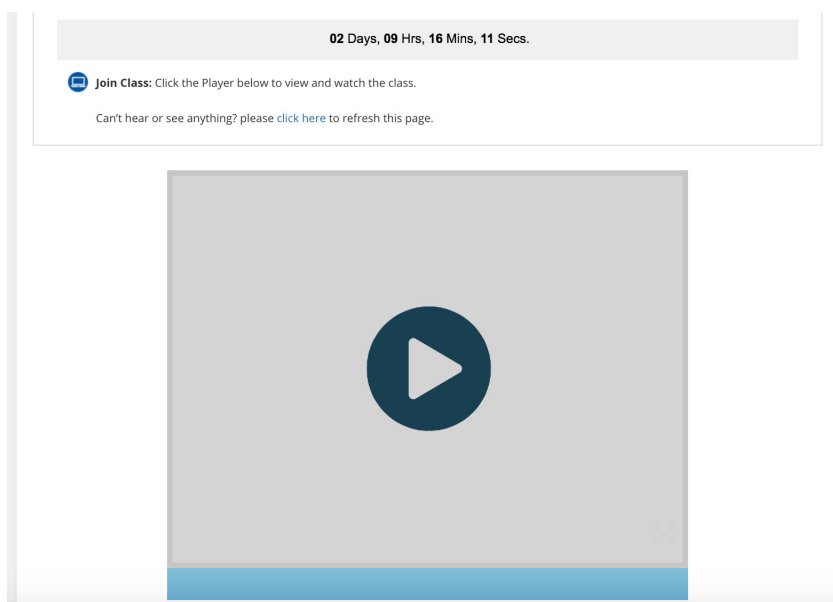 02 Days, 09 Hrs, 16 Mins, 11 Secs.
Join Class: Click the Player below to view and watch the class.
Can't hear or see anything? please click here to refresh this page.